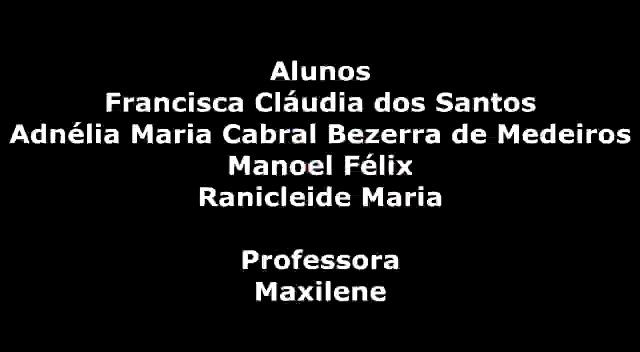 Alunos
Francisca Cláudia dos Santos
Adnélia Maria Cabral Bezerra de Medeiros
Manoel Félix
Ranicleide Maria
Professora
Maxilene